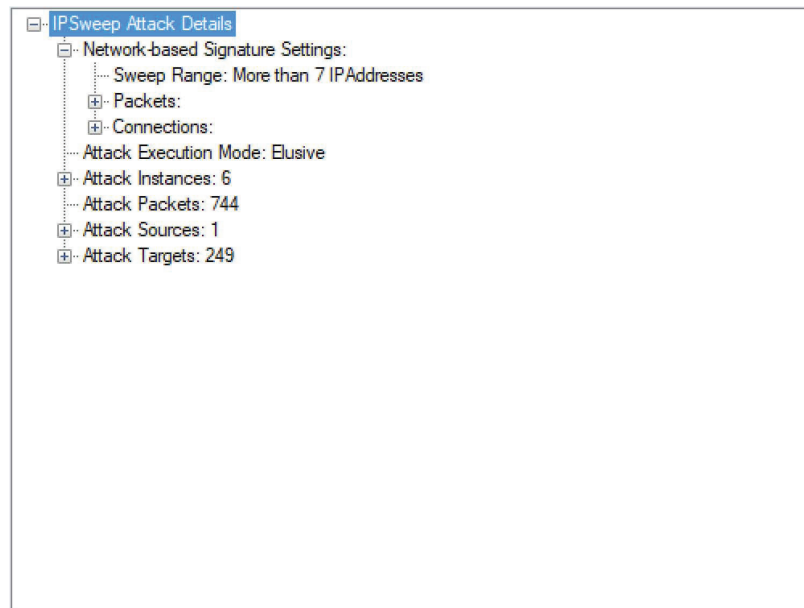 IPSweep Attack Details
Network-based Signature Settings:
Sweep Range: More than 7 IPAddresses
Packets:
Connections:
Attack Execution Mode: Elusive
Attack Instances: 6
Attack Packets: 744
Attack Sources: 1
Attack Targets: 249